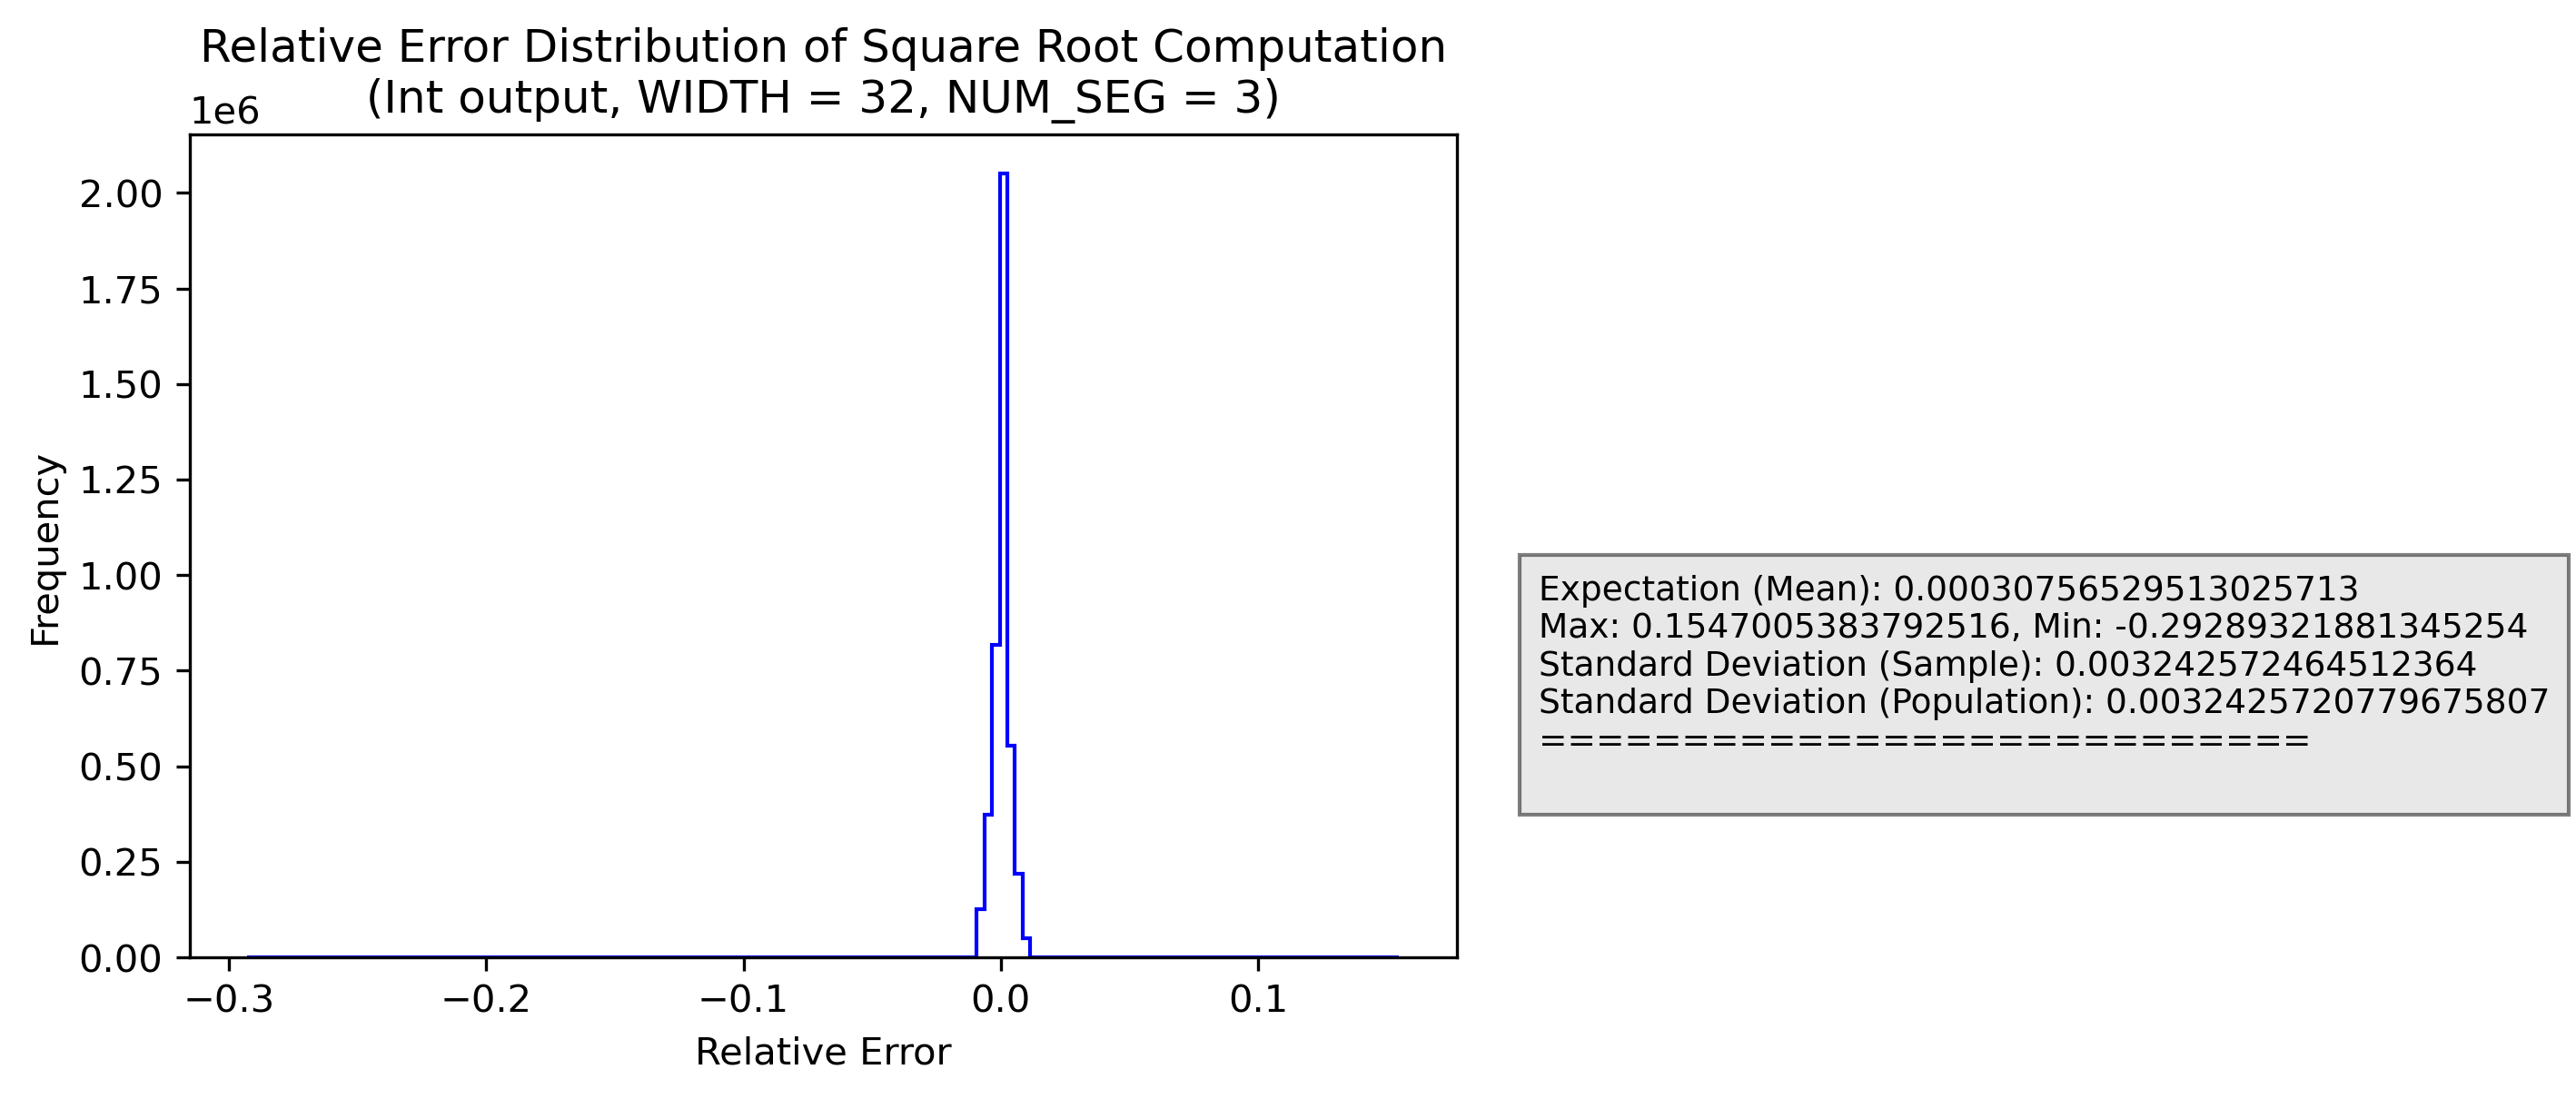 Relative Error Distribution of Square Root Computation
(Int output, WIDTH = 32, NUM_SEG = 3)
1e6
2.00
1.75
1.50
1.25
1.00
0.75
0.50
0.25
0.00
Frequency
−0.3 −0.2 −0.1 0.0 0.1
Relative Error
Expectation (Mean): 0.00030756529513025713
Max: 0.1547005383792516, Min: -0.29289321881345254
Standard Deviation (Sample): 0.003242572464512364
Standard Deviation (Population): 0.0032425720779675807
===========================